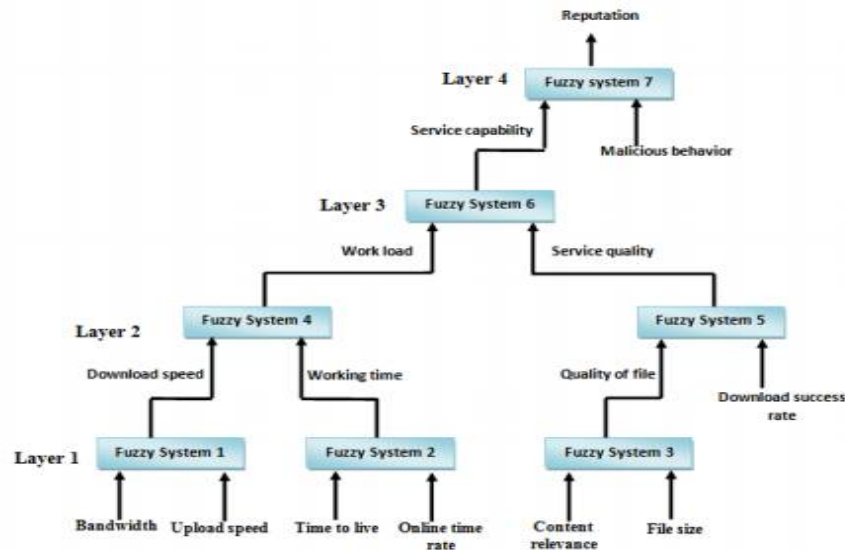 Reputation
Layer 4
Fuzzy system 7
Service capability
Malicious behavior
Layer 3
Fuzzy System 6
Work load
Service quality
Layer 2
Fuzzy System 4
Fuzzy System 5
Download speed
Working time
Quality of file
Download success
rate
Layer 1
Fuzzy System 1
Fuzzy System 2
Fuzzy System 3
Bandwidth
Upload speed
Time to live
Online time
rate
Content
relevance
File size